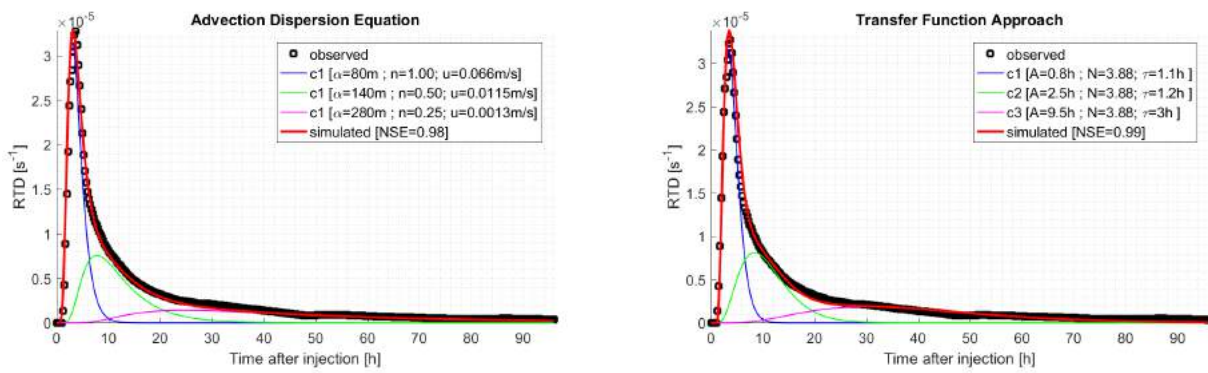 Advection Dispersion Equation
×10-5
3
2.5
2
1.5
1
0.5
0
RTD [s-1]
observed
c1 [α=80m ; n=1.00; u=0.066m/s]
c1 [α=140m ; n=0.50; u=0.0115m/s]
c1 [α=280m ; n=0.25; u=0.0013m/s]
simulated [NSE=0.98]
0 10 20 30 40 50 60 70 80 90
Time after injection [h]
Transfer Function Approach
×10-5
3
2.5
2
1.5
1
0.5
0
RTD [s-1]
observed
c1 [A=0.8h ; N=3.88; τ=1.1h ]
c2 [A=2.5h ; N=3.88; τ=1.2h ]
c3 [A=9.5h ; N=3.88; τ=3h ]
simulated [NSE=0.99]
0 10 20 30 40 50 60 70 80 90
Time after injection [h]